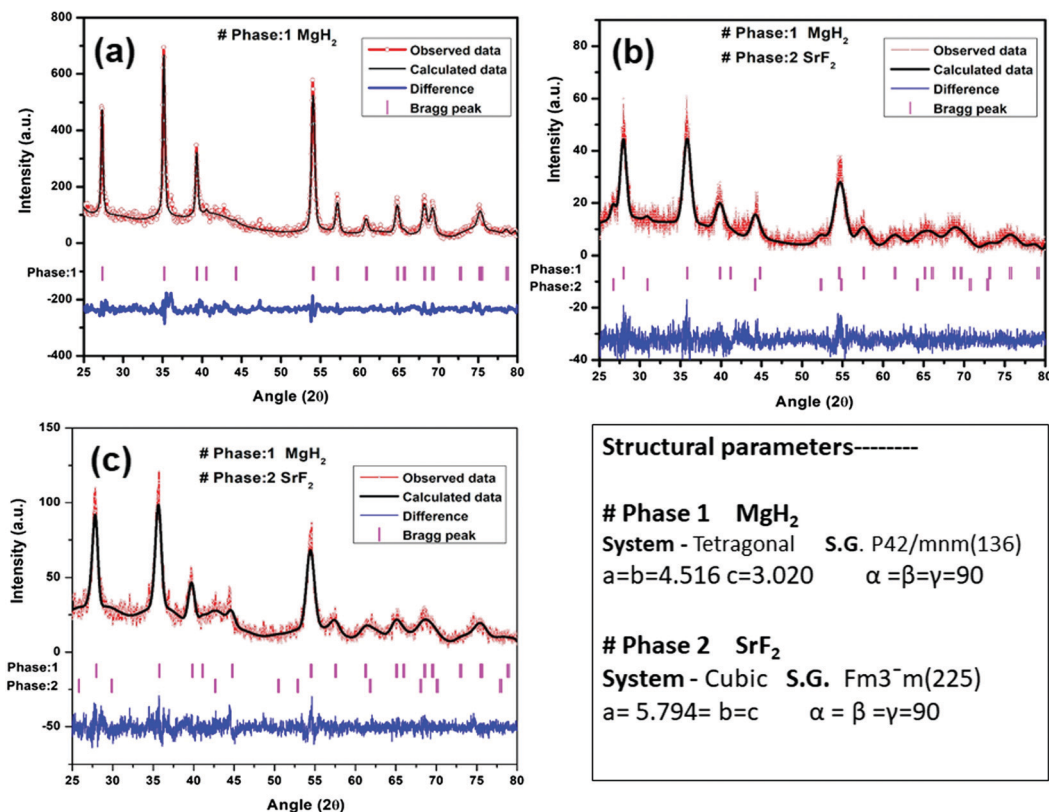 (a)
# Phase:1 MgH₂
Observed data
Calculated data
Difference
Bragg peak
Intensity (a.u.)
800
600
400
200
0
-200
-400
Phase:1
25 30 35 40 45 50 55 60 65 70 75 80
Angle (2θ)
(b)
# Phase:1 MgH₂
# Phase:2 SrF₂
Observed data
Calculated data
Difference
Bragg peak
Intensity (a.u.)
80
60
40
20
0
-20
-40
Phase:1
Phase:2
25 30 35 40 45 50 55 60 65 70 75 80
Angle (2θ)
(c)
# Phase:1 MgH₂
# Phase:2 SrF₂
Observed data
Calculated data
Difference
Bragg peak
Intensity (a.u.)
150
100
50
0
-50
Phase:1
Phase:2
25 30 35 40 45 50 55 60 65 70 75 80
Angle (2θ)
Structural parameters--------
# Phase 1 MgH₂
System - Tetragonal S.G. P42/mnm(136)
a=b=4.516 c=3.020 α =β=γ=90
# Phase 2 SrF₂
System - Cubic S.G. Fm3¯m(225)
a= 5.794= b=c α = β =γ=90